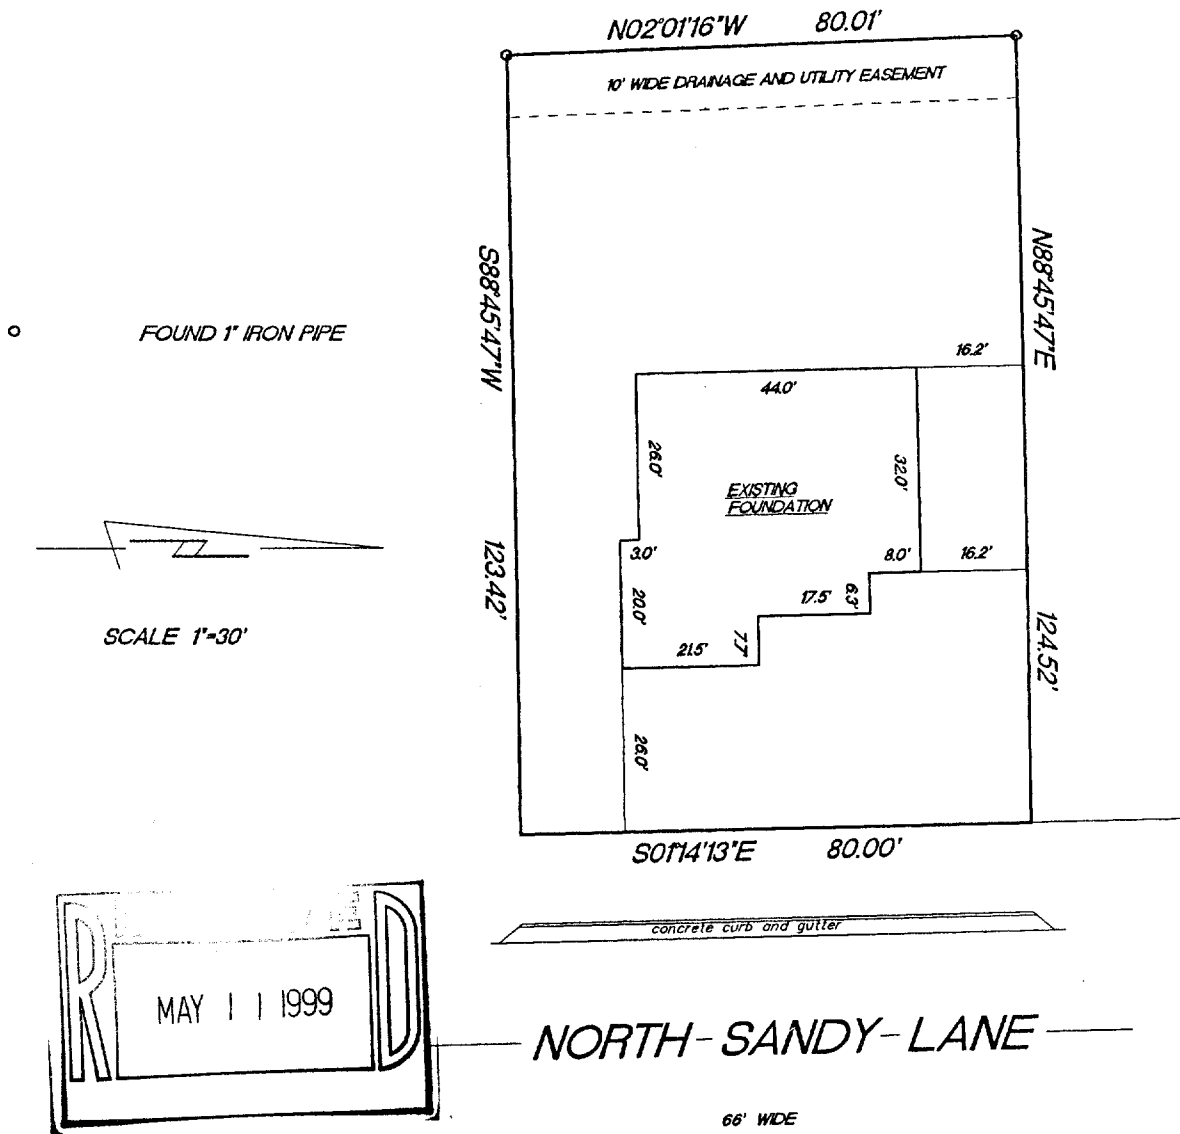 N02°01'16"W 80.01'
10' WIDE DRAINAGE AND UTILITY EASEMENT
S88°45'47"W
N88°45'47"E
FOUND 1" IRON PIPE
16.2'
44.0'
26.0'
32.0'
EXISTING
FOUNDATION
3.0'
8.0'
16.2'
123.42'
20.0'
17.5'
6.3'
SCALE 1"=30'
21.5'
7.7'
124.52'
26.0'
S01°14'13"E 80.00'
concrete curb and gutter
R D
MAY 11 1999
NORTH-SANDY-LANE
66' WIDE